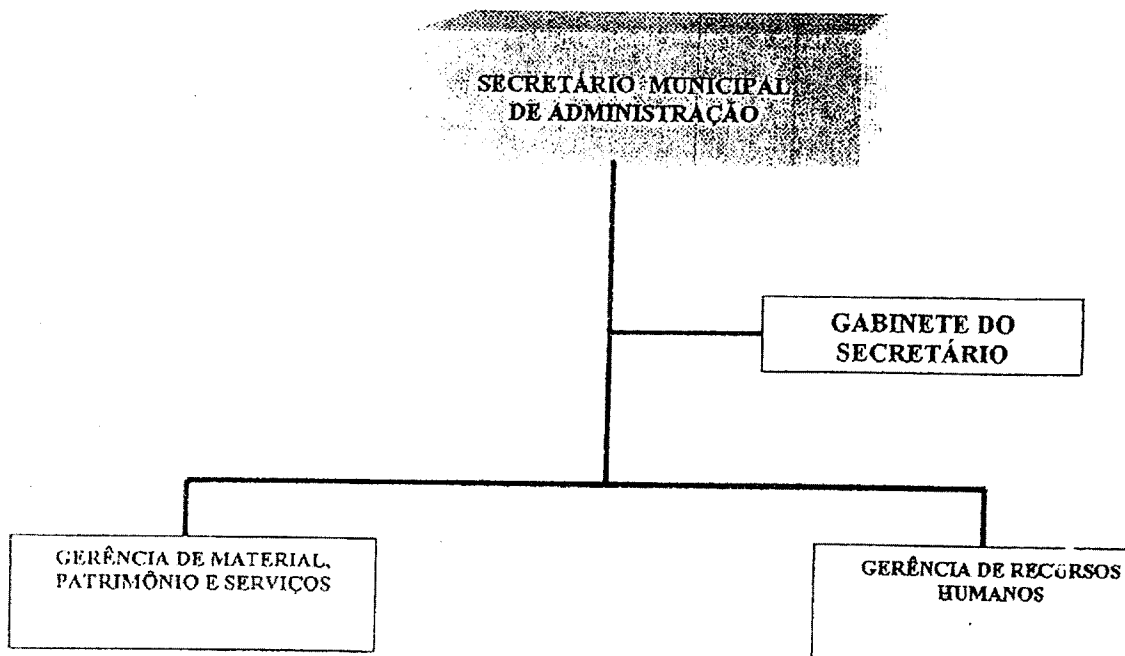 SECRETÁRIO MUNICIPAL
DE ADMINISTRAÇÃO
GABINETE DO
SECRETÁRIO
GERÊNCIA DE MATERIAL,
PATRIMÔNIO E SERVIÇOS
GERÊNCIA DE RECURSOS
HUMANOS